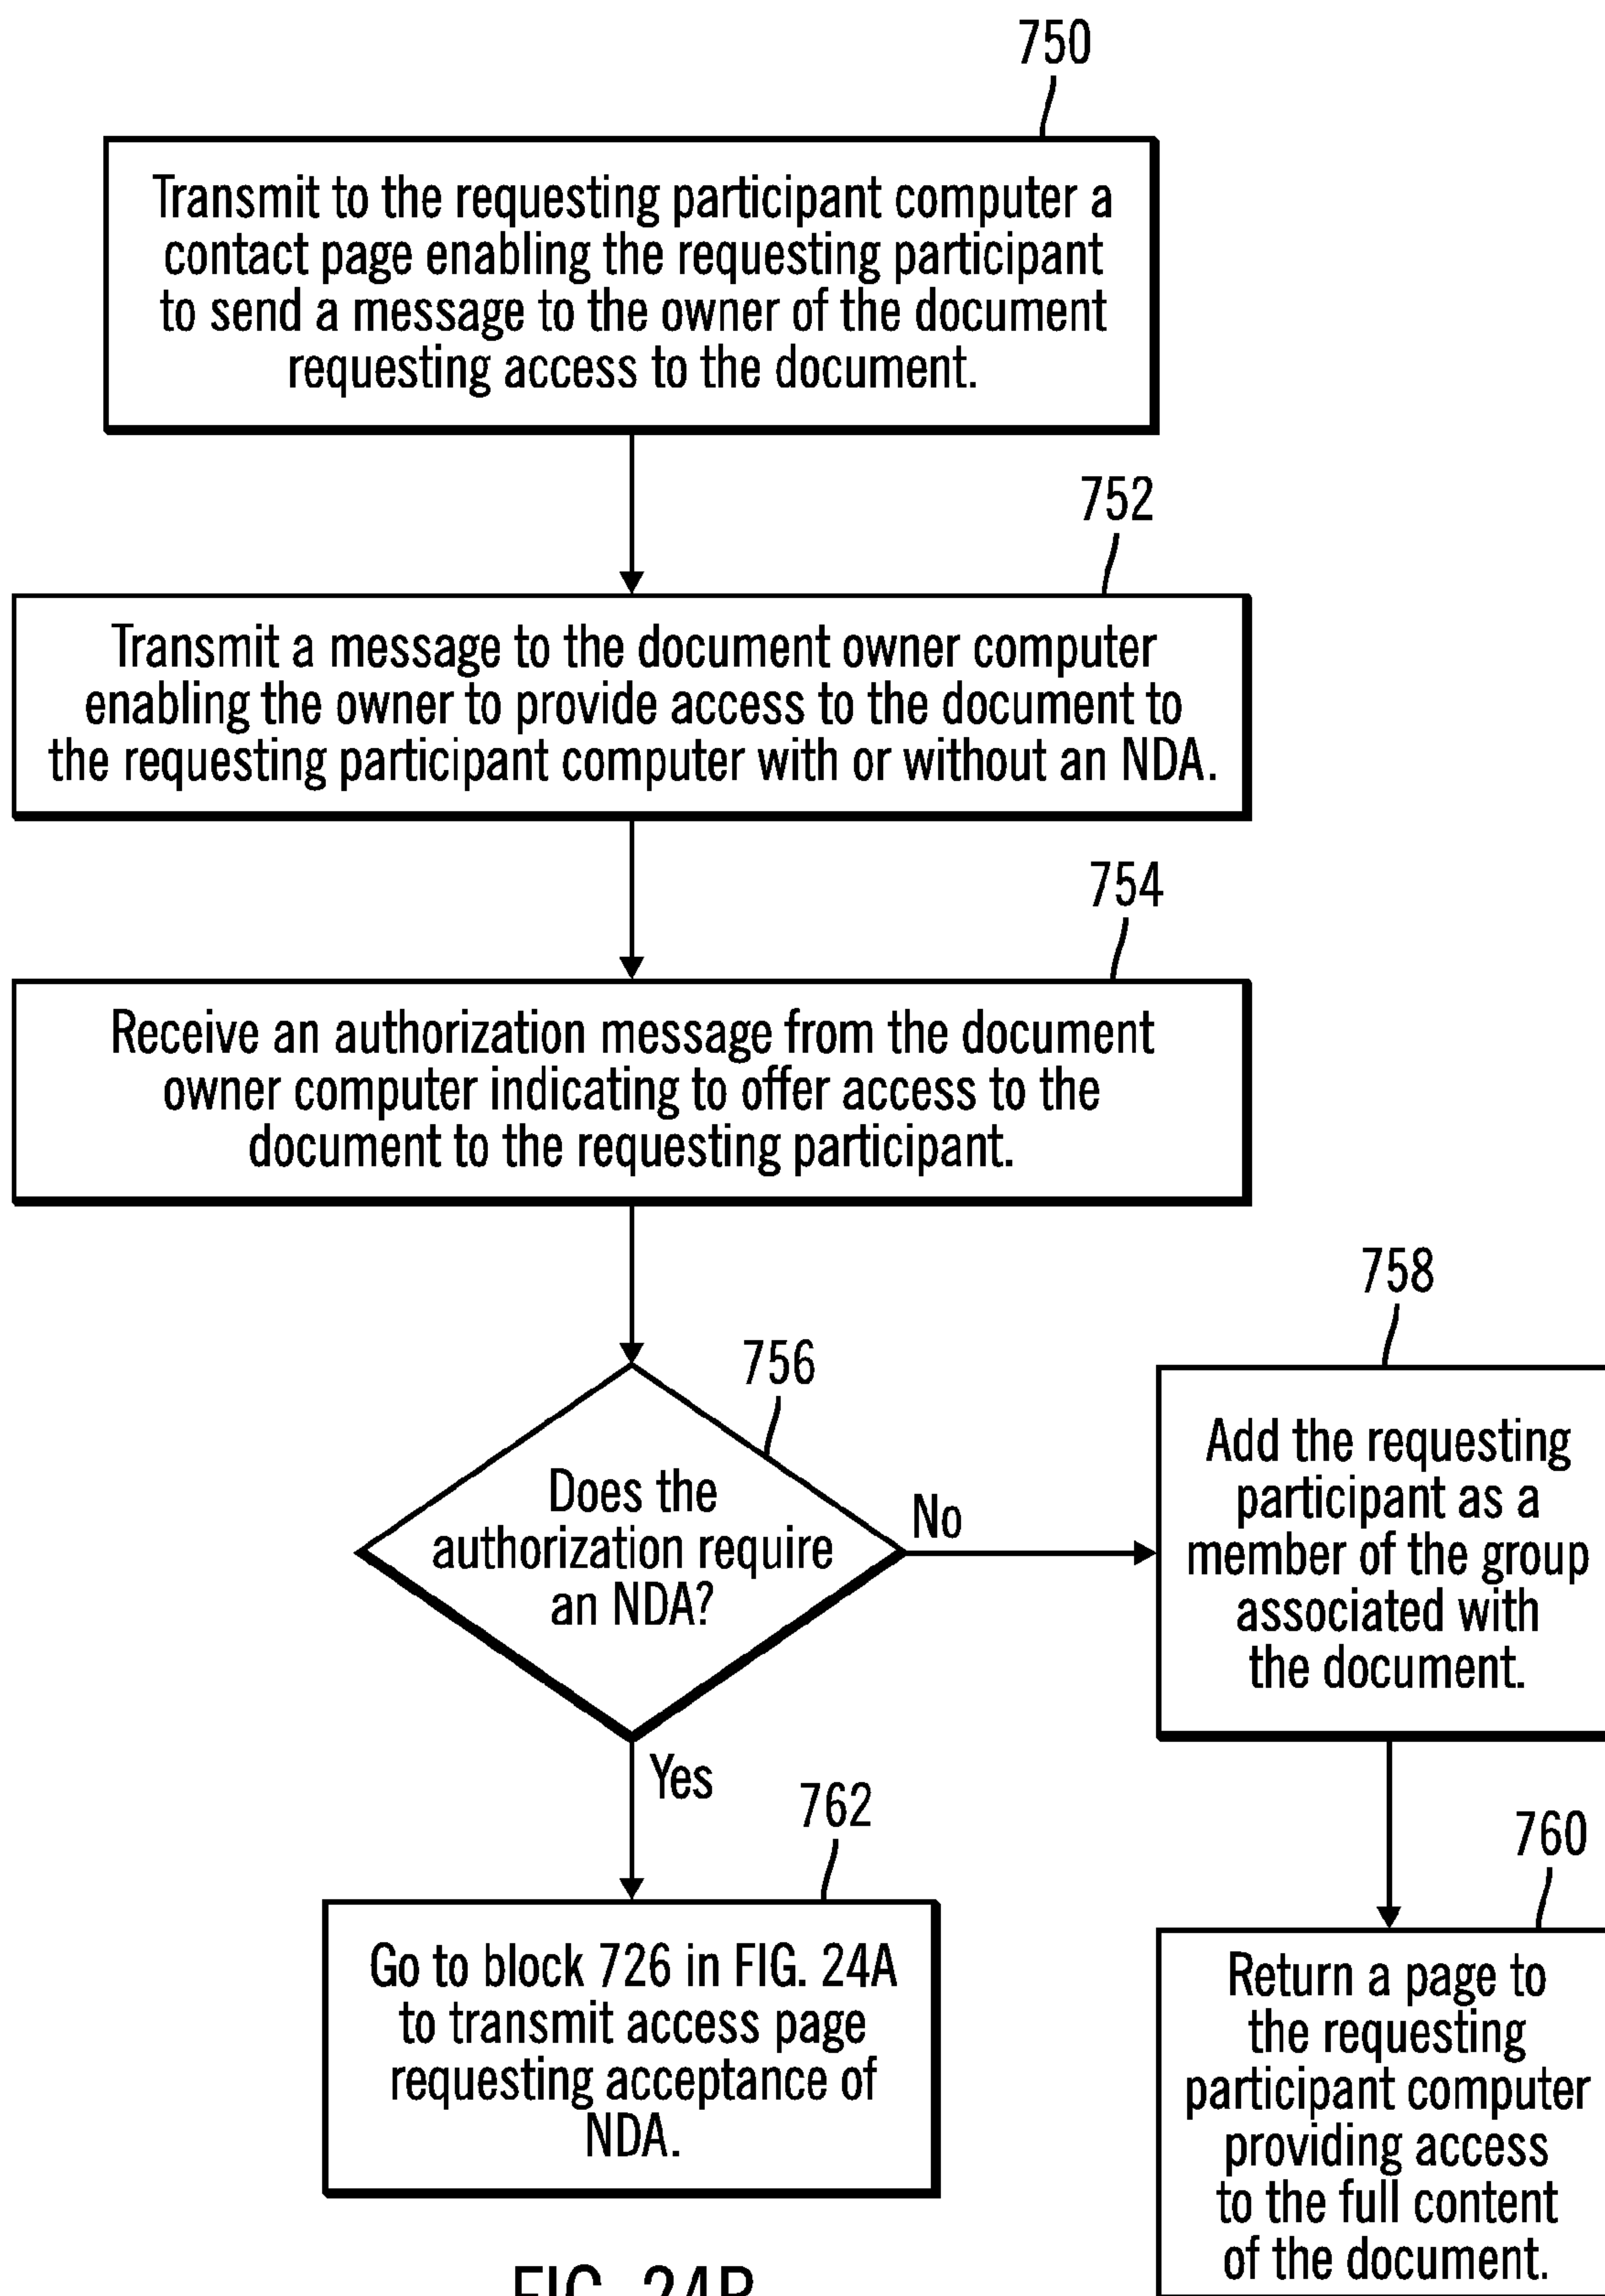 750
Transmit to the requesting participant computer a
contact page enabling the requesting participant
to send a message to the owner of the document
requesting access to the document.
752
Transmit a message to the document owner computer
enabling the owner to provide access to the document to
the requesting participant computer with or without an NDA.
754
Receive an authorization message from the document
owner computer indicating to offer access to the
document to the requesting participant.
756
Does the
authorization require
an NDA?
No
758
Add the requesting
participant as a
member of the group
associated with
the document.
Yes
762
Go to block 726 in FIG. 24A
to transmit access page
requesting acceptance of
NDA.
760
Return a page to
the requesting
participant computer
providing access
to the full content
of the document.
FIG. 24B